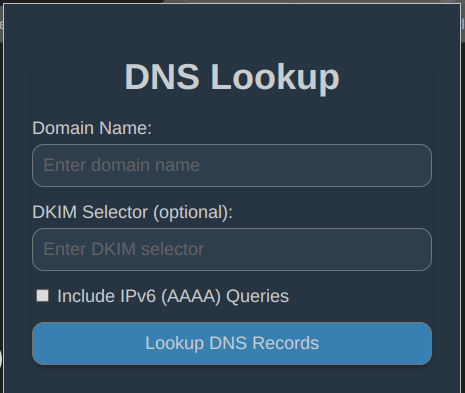 DNS Lookup
Domain Name:
Enter domain name
DKIM Selector (optional):
Enter DKIM selector
Include IPv6 (AAAA) Queries
Lookup DNS Records